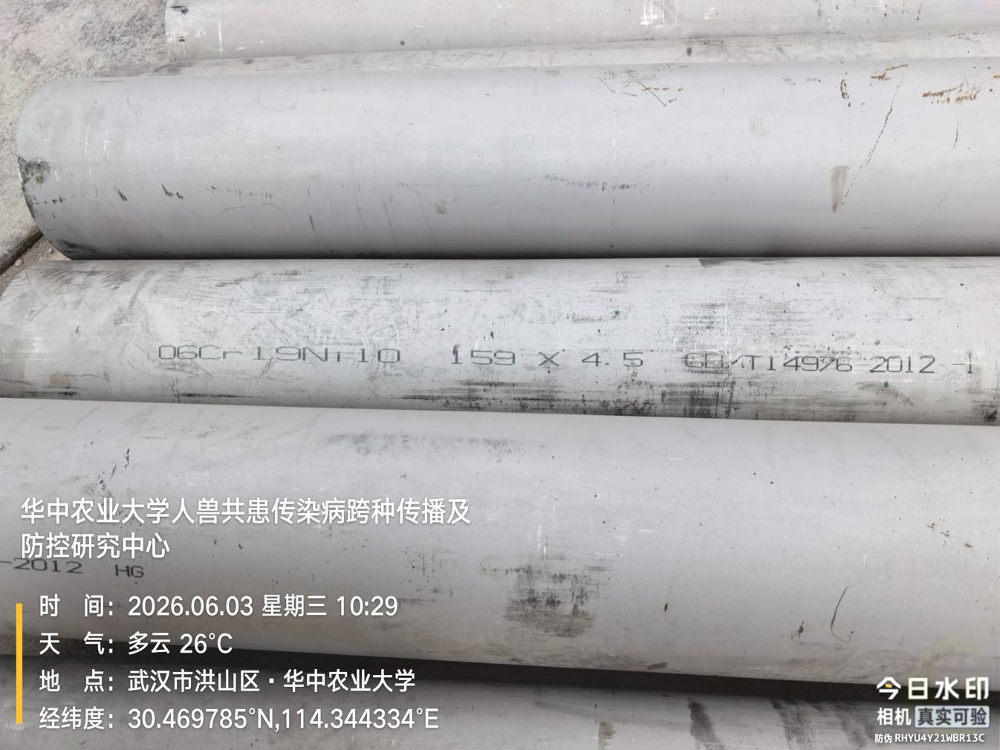 06Cr19Ni10 159 X 4.5 GB/T14976-2012 -1
华中农业大学人兽共患传染病跨种传播及
防控研究中心
-2012 HG
时 间：2026.06.03 星期三 10:29
天 气：多云 26°C
地 点：武汉市洪山区·华中农业大学
经纬度：30.469785°N,114.344334°E
今日水印
相机 真实可验
防伪 RHYU4Y21WBR13C